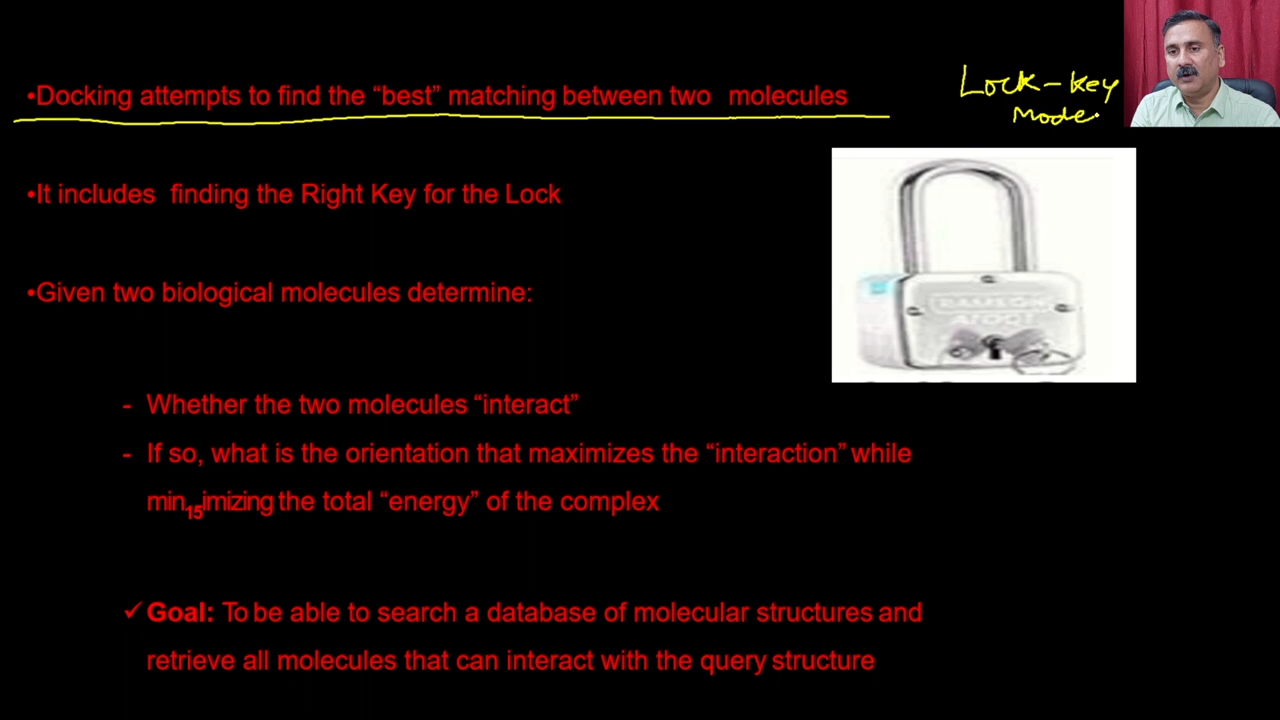 •Docking attempts to find the “best” matching between two molecules
Lock-key
Mode.
•It includes finding the Right Key for the Lock
•Given two biological molecules determine:
- Whether the two molecules “interact”
- If so, what is the orientation that maximizes the “interaction” while
min15imizing the total “energy” of the complex
✓ Goal: To be able to search a database of molecular structures and
retrieve all molecules that can interact with the query structure